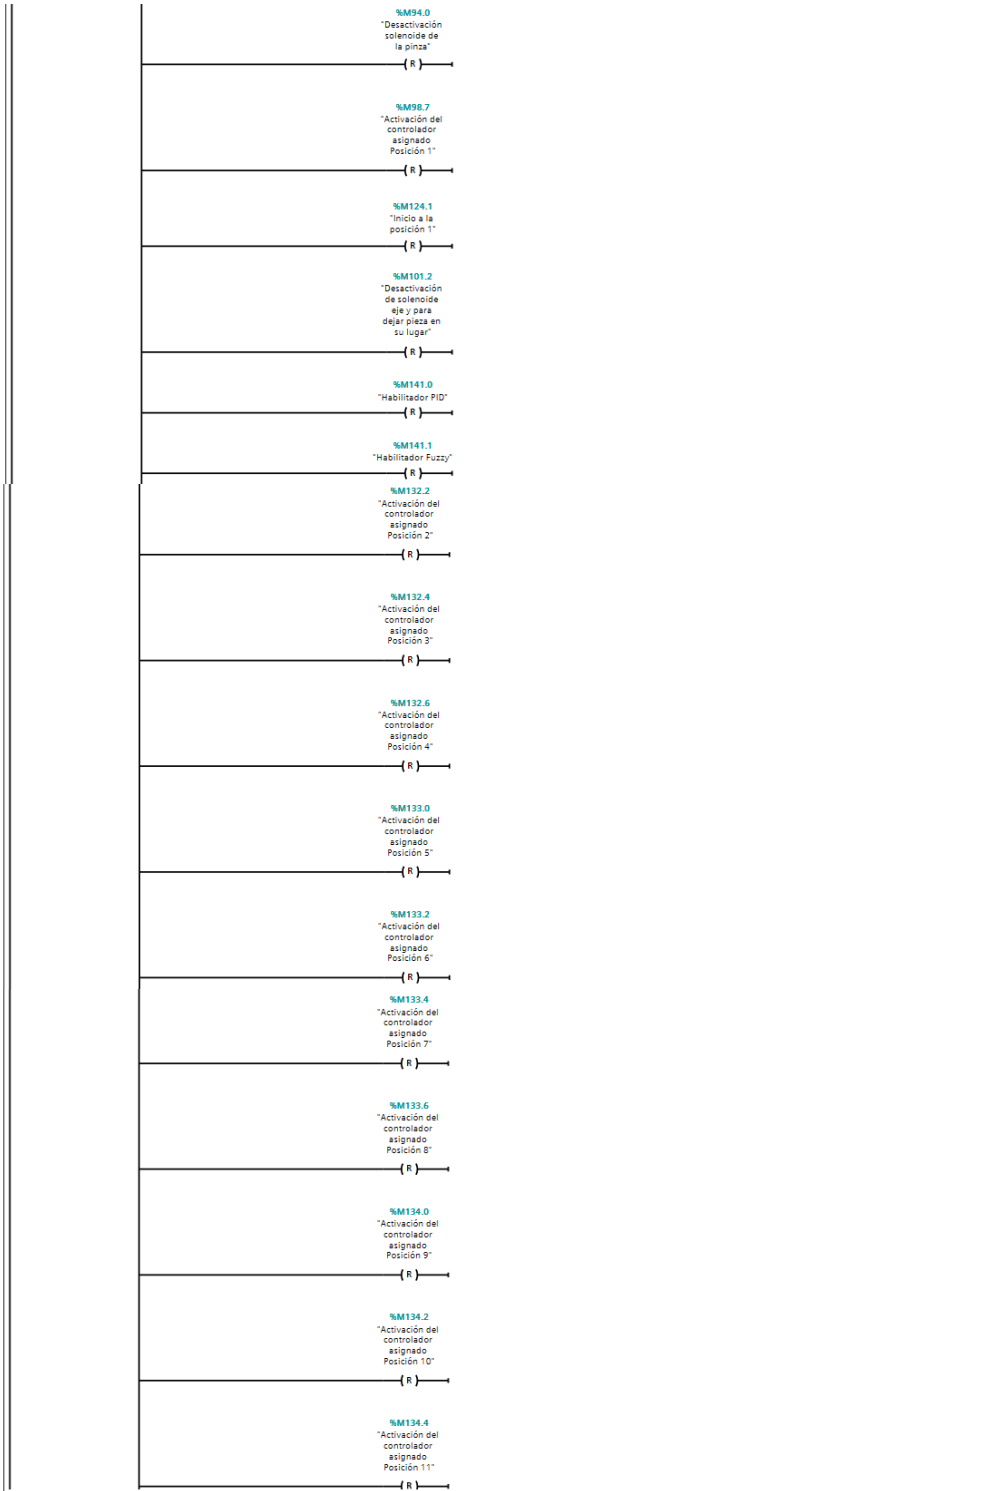 %M94.0
"Desactivación
solenoide de
la pinza"
( R )
%M98.7
"Activación del
controlador
asignado
Posición 1"
( R )
%M124.1
"Inicio a la
posición 1"
( R )
%M101.2
"Desactivación
de solenoide
eje y para
dejar pieza en
su lugar"
( R )
%M141.0
"Habilitador PID"
( R )
%M141.1
"Habilitador Fuzzy"
( R )
%M132.2
"Activación del
controlador
asignado
Posición 2"
( R )
%M132.4
"Activación del
controlador
asignado
Posición 3"
( R )
%M132.6
"Activación del
controlador
asignado
Posición 4"
( R )
%M133.0
"Activación del
controlador
asignado
Posición 5"
( R )
%M133.2
"Activación del
controlador
asignado
Posición 6"
( R )
%M133.4
"Activación del
controlador
asignado
Posición 7"
( R )
%M133.6
"Activación del
controlador
asignado
Posición 8"
( R )
%M134.0
"Activación del
controlador
asignado
Posición 9"
( R )
%M134.2
"Activación del
controlador
asignado
Posición 10"
( R )
%M134.4
"Activación del
controlador
asignado
Posición 11"
( R )